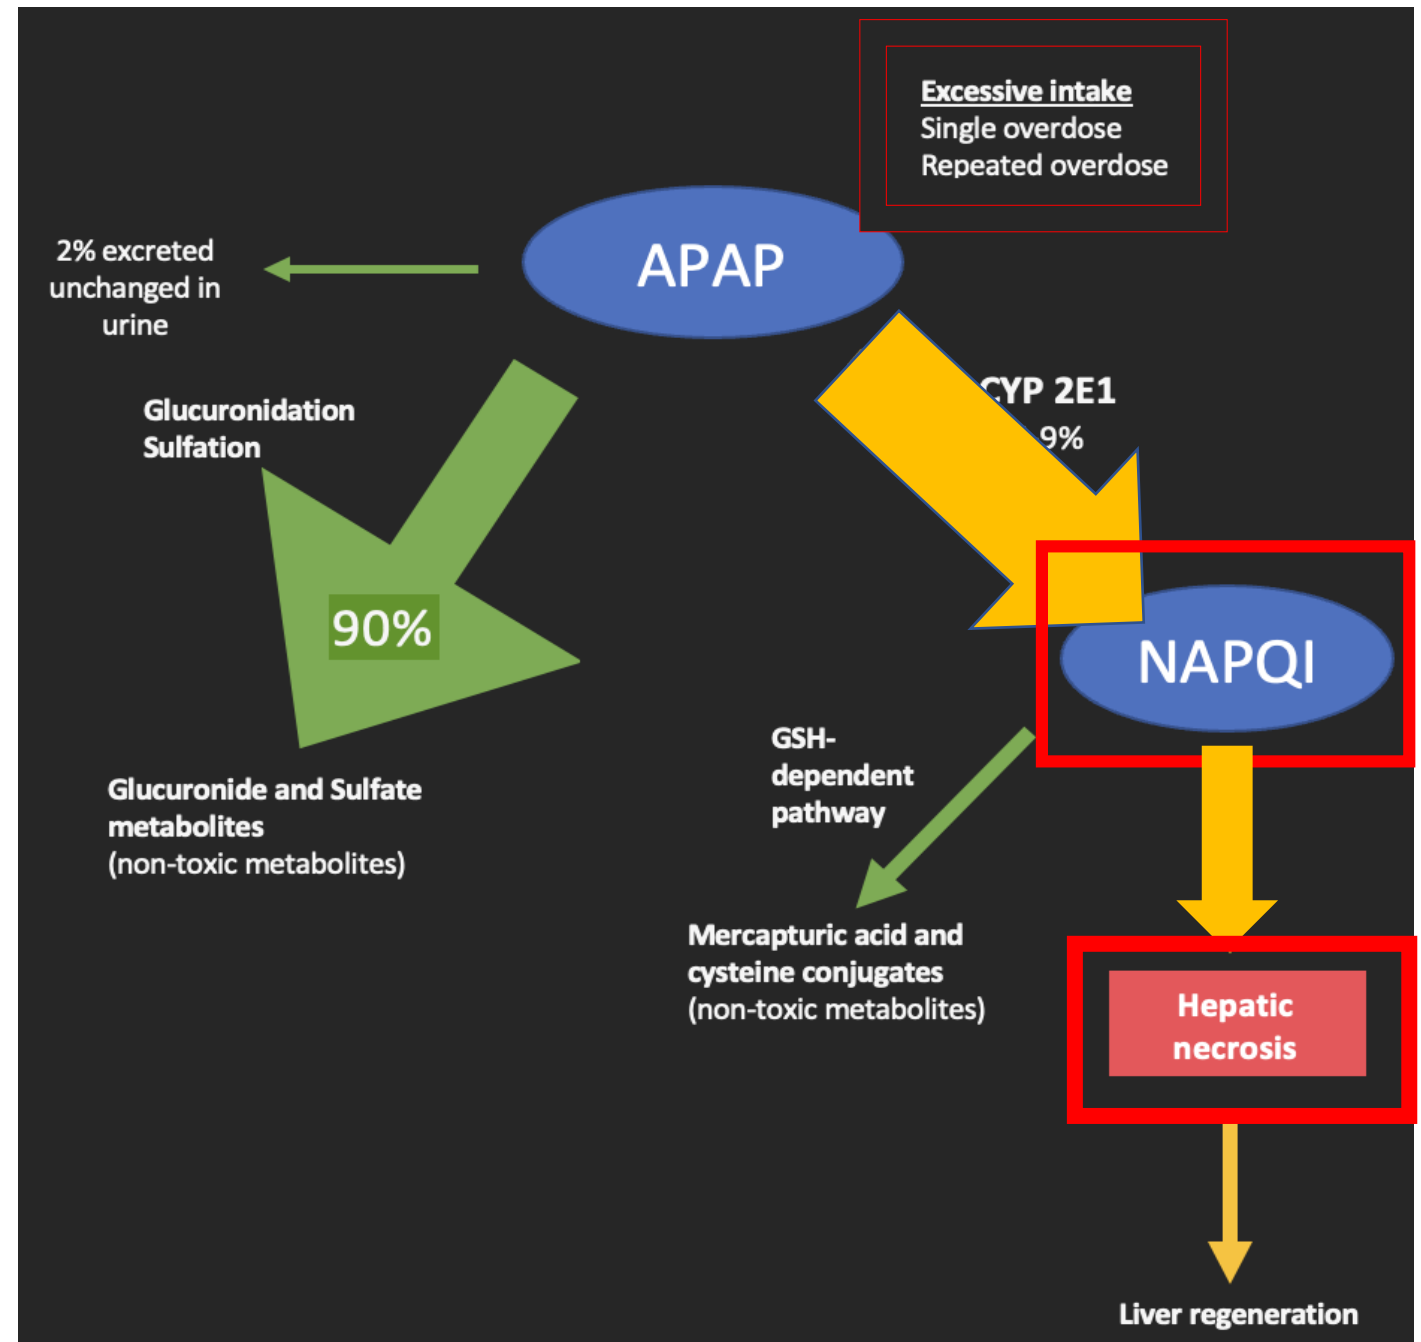 Excessive intake
Single overdose
Repeated overdose
APAP
2% excreted
unchanged in
urine
CYP 2E1
9%
Glucuronidation
Sulfation
90%
NAPQI
GSH-
dependent
pathway
Glucuronide and Sulfate
metabolites
(non-toxic metabolites)
Mercapturic acid and
cysteine conjugates
(non-toxic metabolites)
Hepatic
necrosis
Liver regeneration